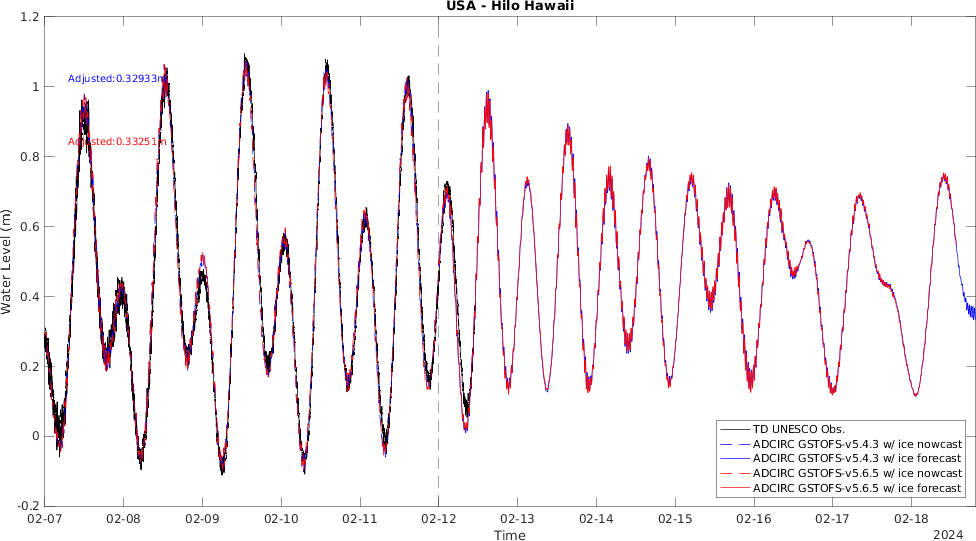 USA - Hilo Hawaii
1.2
1
0.8
0.6
0.4
0.2
0
-0.2
Water Level (m)
Adjusted:0.32933m
Adjusted:0.33251m
TD UNESCO Obs.
ADCIRC GSTOFS-v5.4.3 w/ ice nowcast
ADCIRC GSTOFS-v5.4.3 w/ ice forecast
ADCIRC GSTOFS-v5.6.5 w/ ice nowcast
ADCIRC GSTOFS-v5.6.5 w/ ice forecast
02-07 02-08 02-09 02-10 02-11 02-12 02-13 02-14 02-15 02-16 02-17 02-18
Time
2024